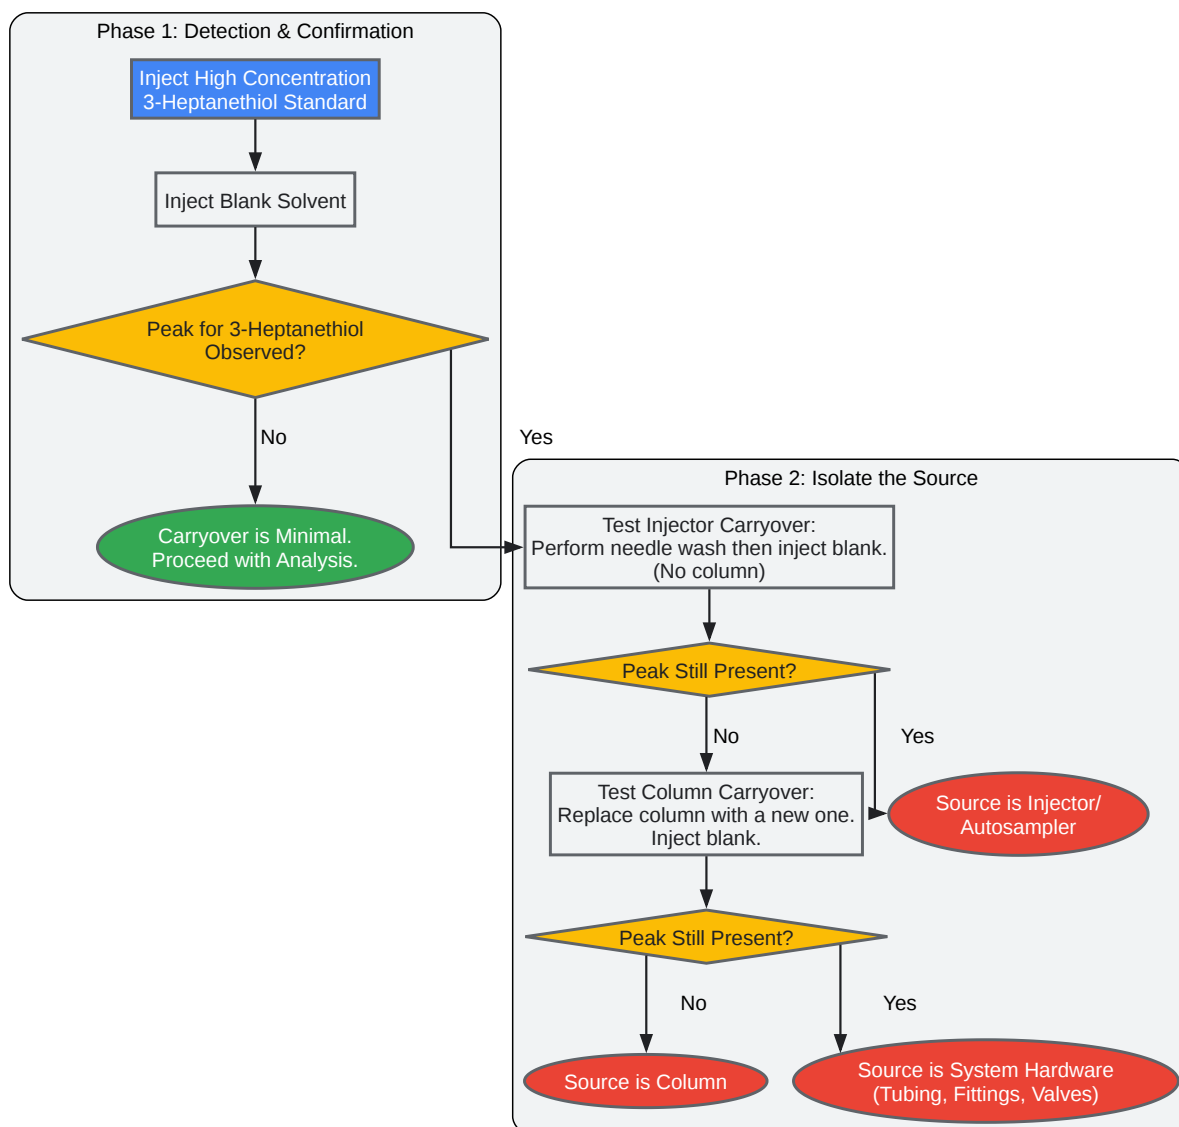 Phase 1: Detection & Confirmation
Inject High Concentration
3-Heptanethiol Standard
Inject Blank Solvent
Peak for 3-Heptanethiol
Observed?
No
Yes
Carryover is Minimal.
Proceed with Analysis.
Phase 2: Isolate the Source
Test Injector Carryover:
Perform needle wash then inject blank.
(No column)
Peak Still Present?
No
Yes
Test Column Carryover:
Replace column with a new one.
Inject blank.
Source is Injector/
Autosampler
Peak Still Present?
No
Yes
Source is Column
Source is System Hardware
(Tubing, Fittings, Valves)